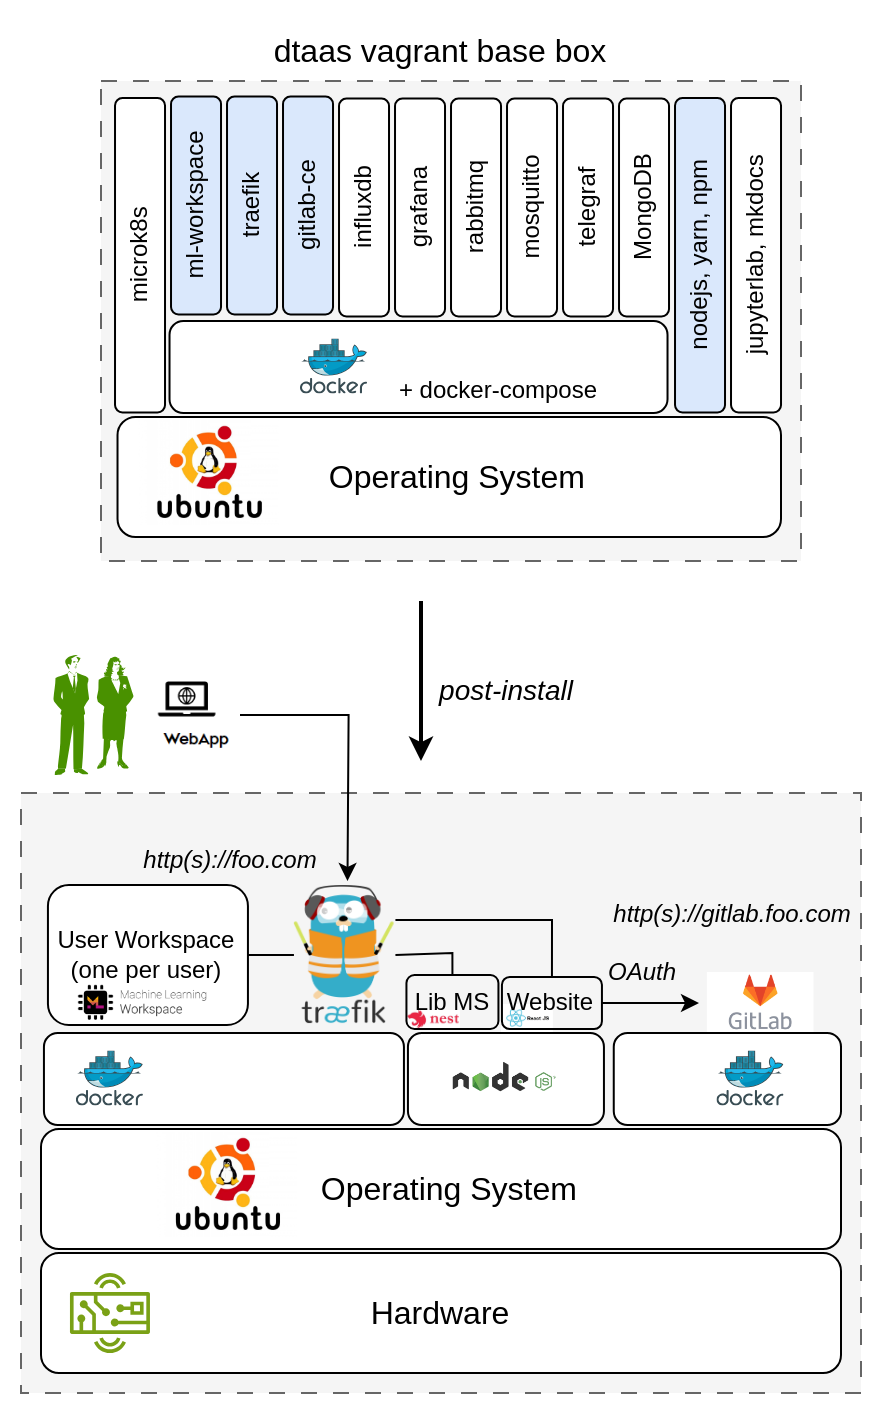 dtaas vagrant base box
microk8s
ml-workspace
traefik
gitlab-ce
influxdb
grafana
rabbitmq
mosquitto
telegraf
MongoDB
nodejs, yarn, npm
jupyterlab, mkdocs
docker
+ docker-compose
ubuntu
Operating System
post-install
WebApp
http(s)://foo.com
http(s)://gitlab.foo.com
User Workspace
(one per user)
Machine Learning
Workspace
træfik
Lib MS
nest
Website
React JS
OAuth
GitLab
docker
node
JS
docker
ubuntu
Operating System
Hardware